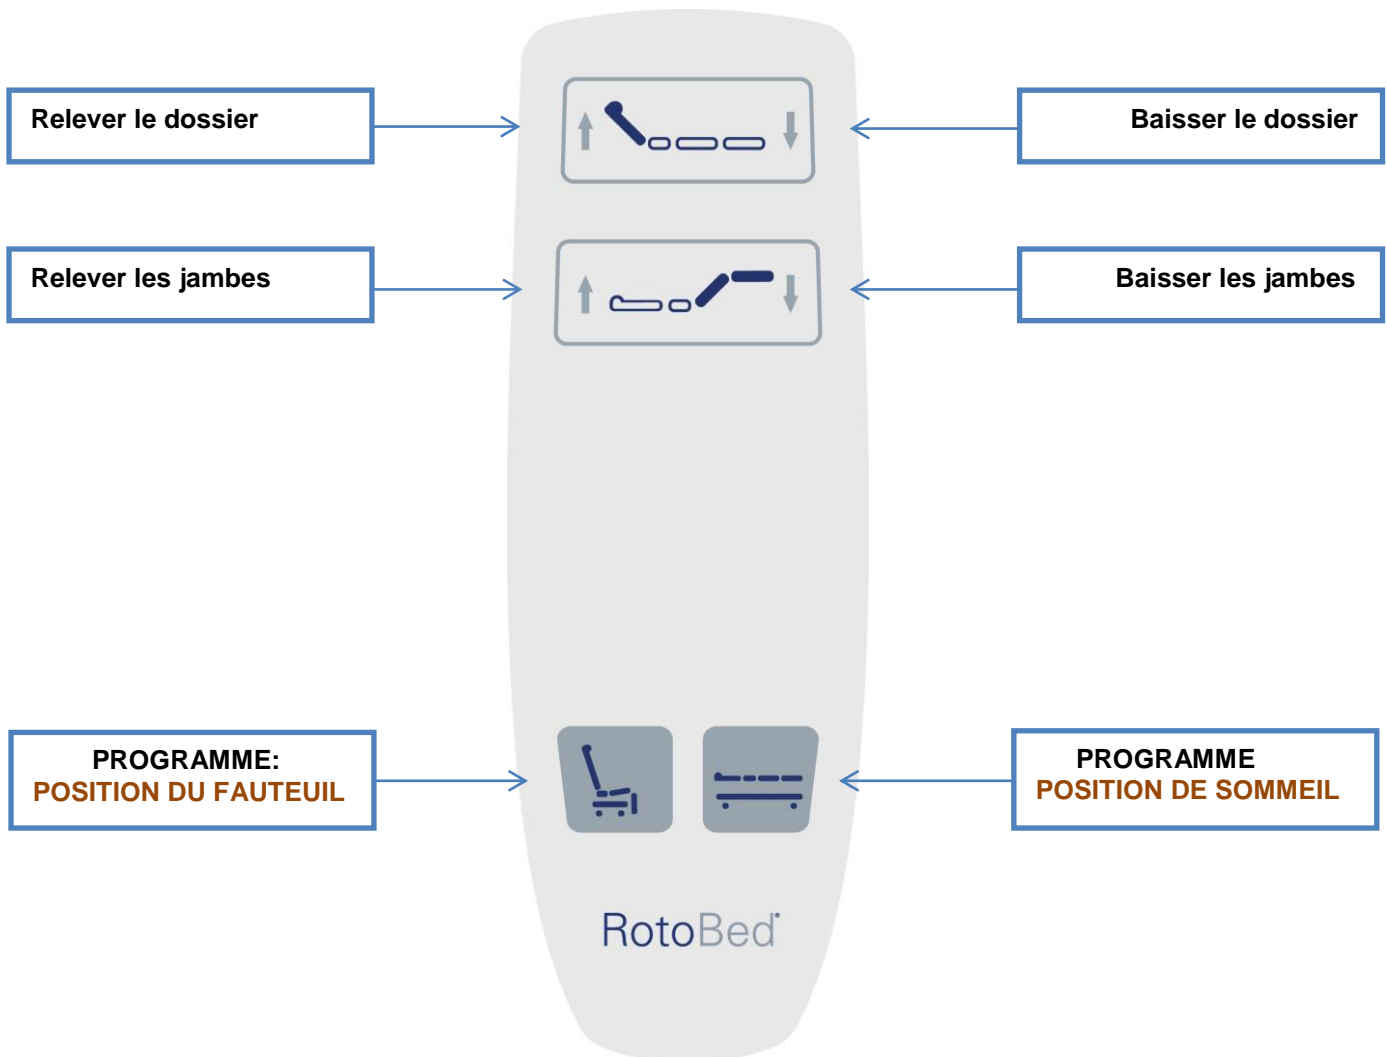 Relever le dossier
Baisser le dossier
Relever les jambes
Baisser les jambes
PROGRAMME:
POSITION DU FAUTEUIL
PROGRAMME
POSITION DE SOMMEIL
RotoBed